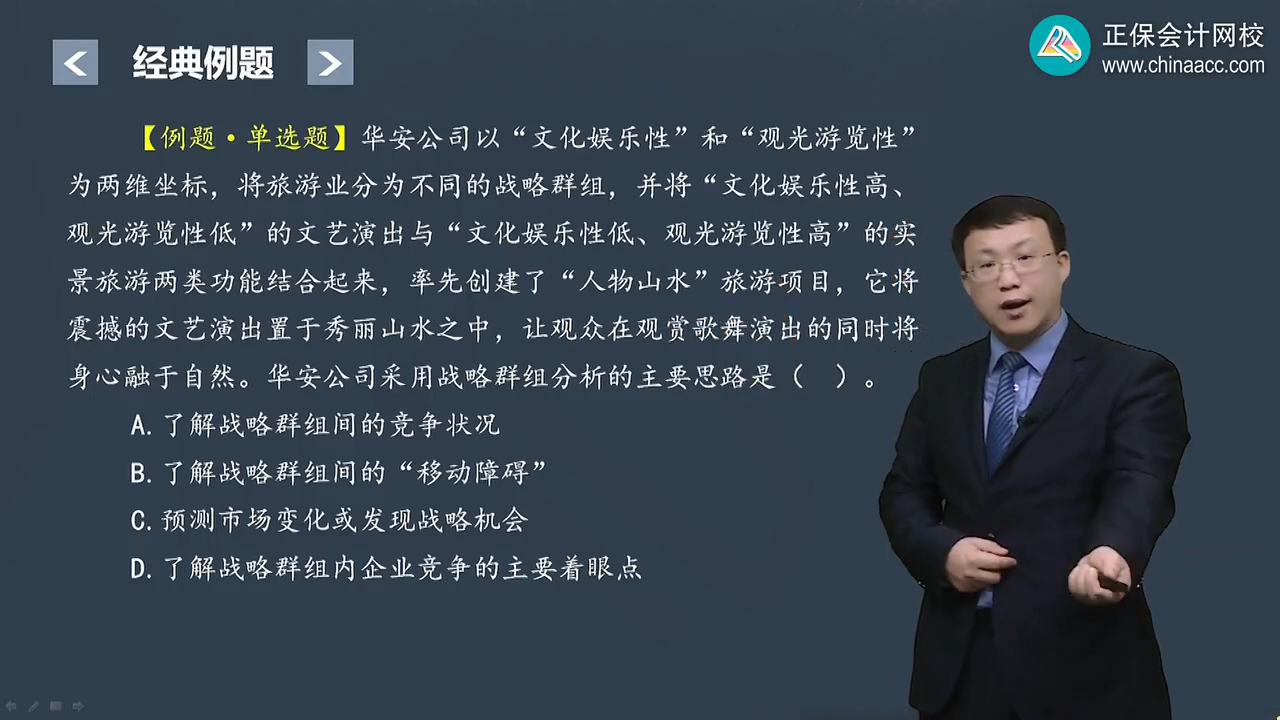 正保会计网校
www.chinaacc.com
经典例题
【例题·单选题】华安公司以“文化娱乐性”和“观光游览性”
为两维坐标，将旅游业分为不同的战略群组，并将“文化娱乐性高、
观光游览性低”的文艺演出与“文化娱乐性低、观光游览性高”的实
景旅游两类功能结合起来，率先创建了“人物山水”旅游项目，它将
震撼的文艺演出置于秀丽山水之中，让观众在观赏歌舞演出的同时将
身心融于自然。华安公司采用战略群组分析的主要思路是（ ）。
A. 了解战略群组间的竞争状况
B. 了解战略群组间的“移动障碍”
C. 预测市场变化或发现战略机会
D. 了解战略群组内企业竞争的主要着眼点